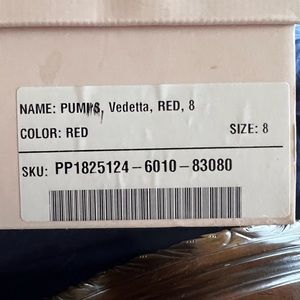 NAME: PUMPS, Vedetta, RED, 8
COLOR: RED SIZE: 8
SKU: PP1825124-6010-83080